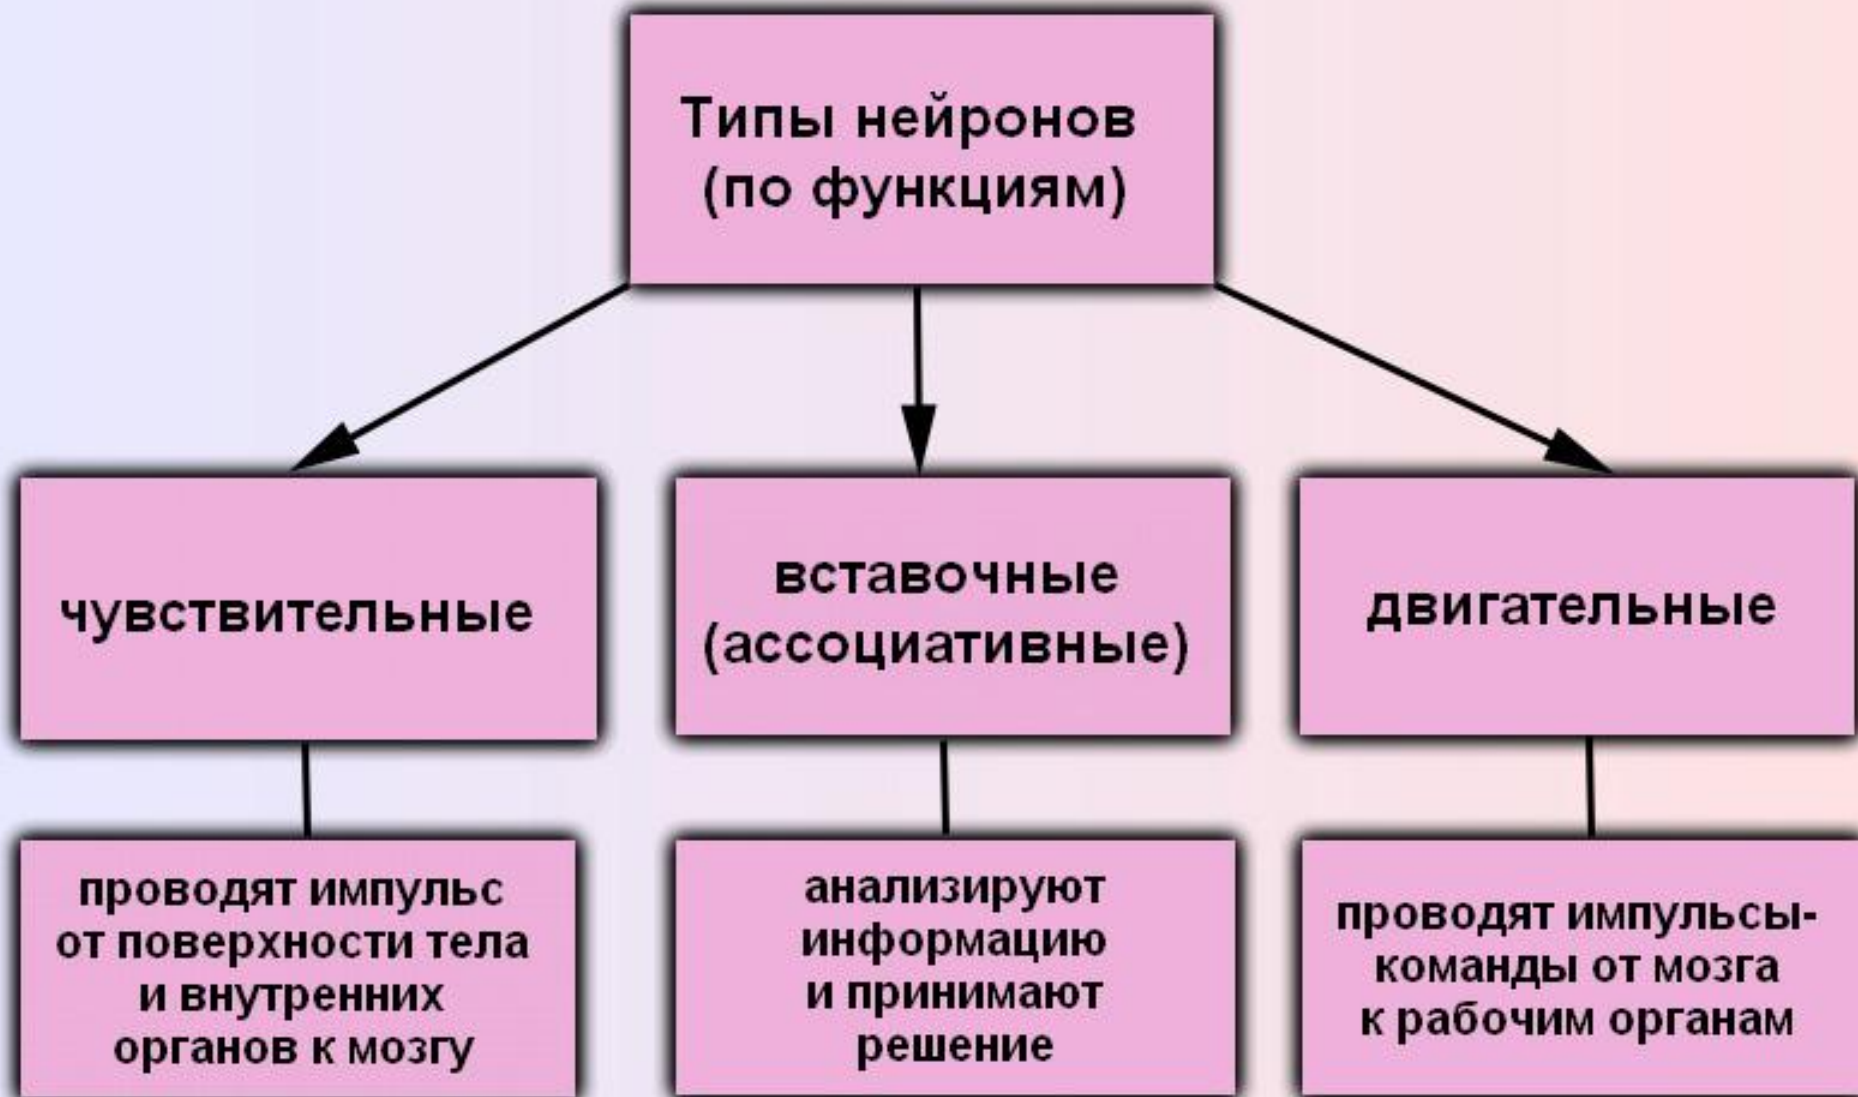 Типы нейронов
(по функциям)
чувствительные
вставочные
(ассоциативные)
двигательные
проводят импульс
от поверхности тела
и внутренних
органов к мозгу
анализируют
информацию
и принимают
решение
проводят импульсы-
команды от мозга
к рабочим органам